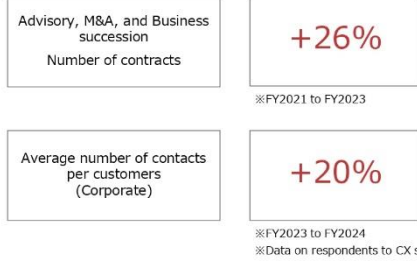 Advisory, M&A, and Business
succession
Number of contracts
+26%
※FY2021 to FY2023
Average number of contacts
per customers
(Corporate)
+20%
※FY2023 to FY2024
※Data on respondents to CX